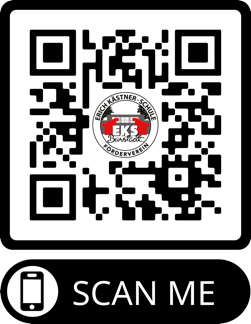 ERICH KÄSTNER-SCHULE
EKS
FÖRDERVEREIN
SCAN ME